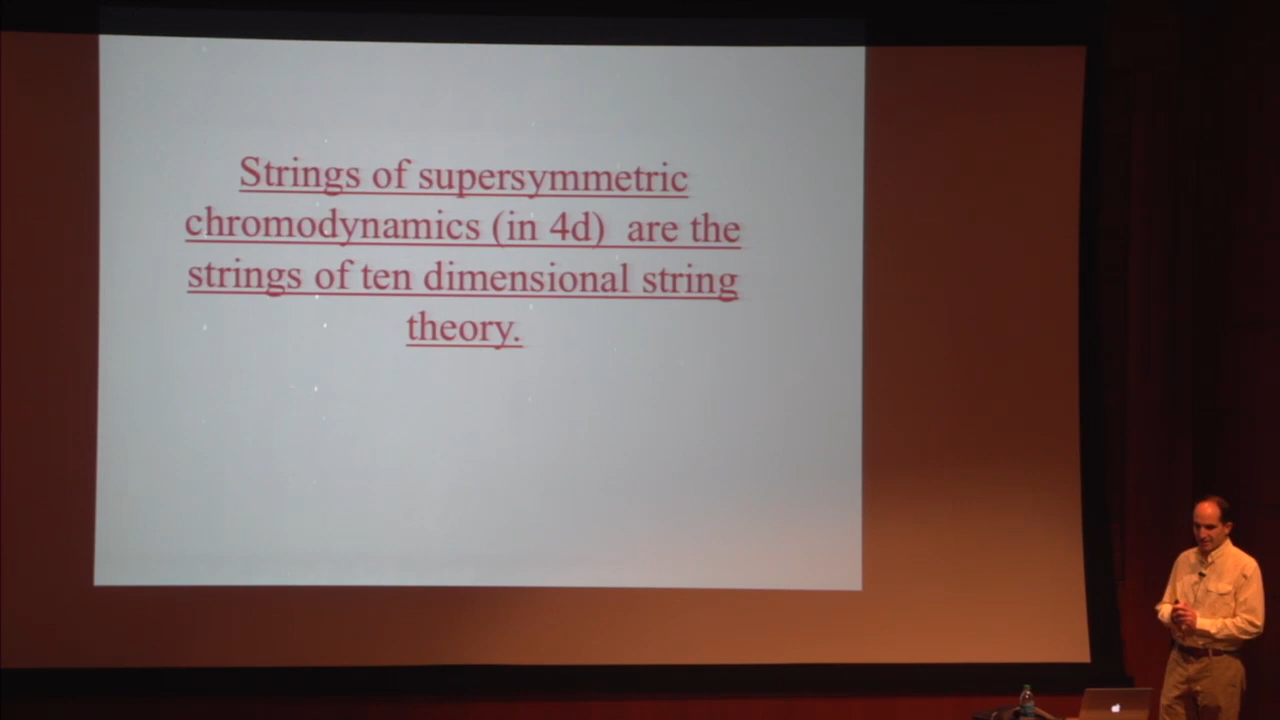 Strings of supersymmetric
chromodynamics (in 4d) are the
strings of ten dimensional string
theory.